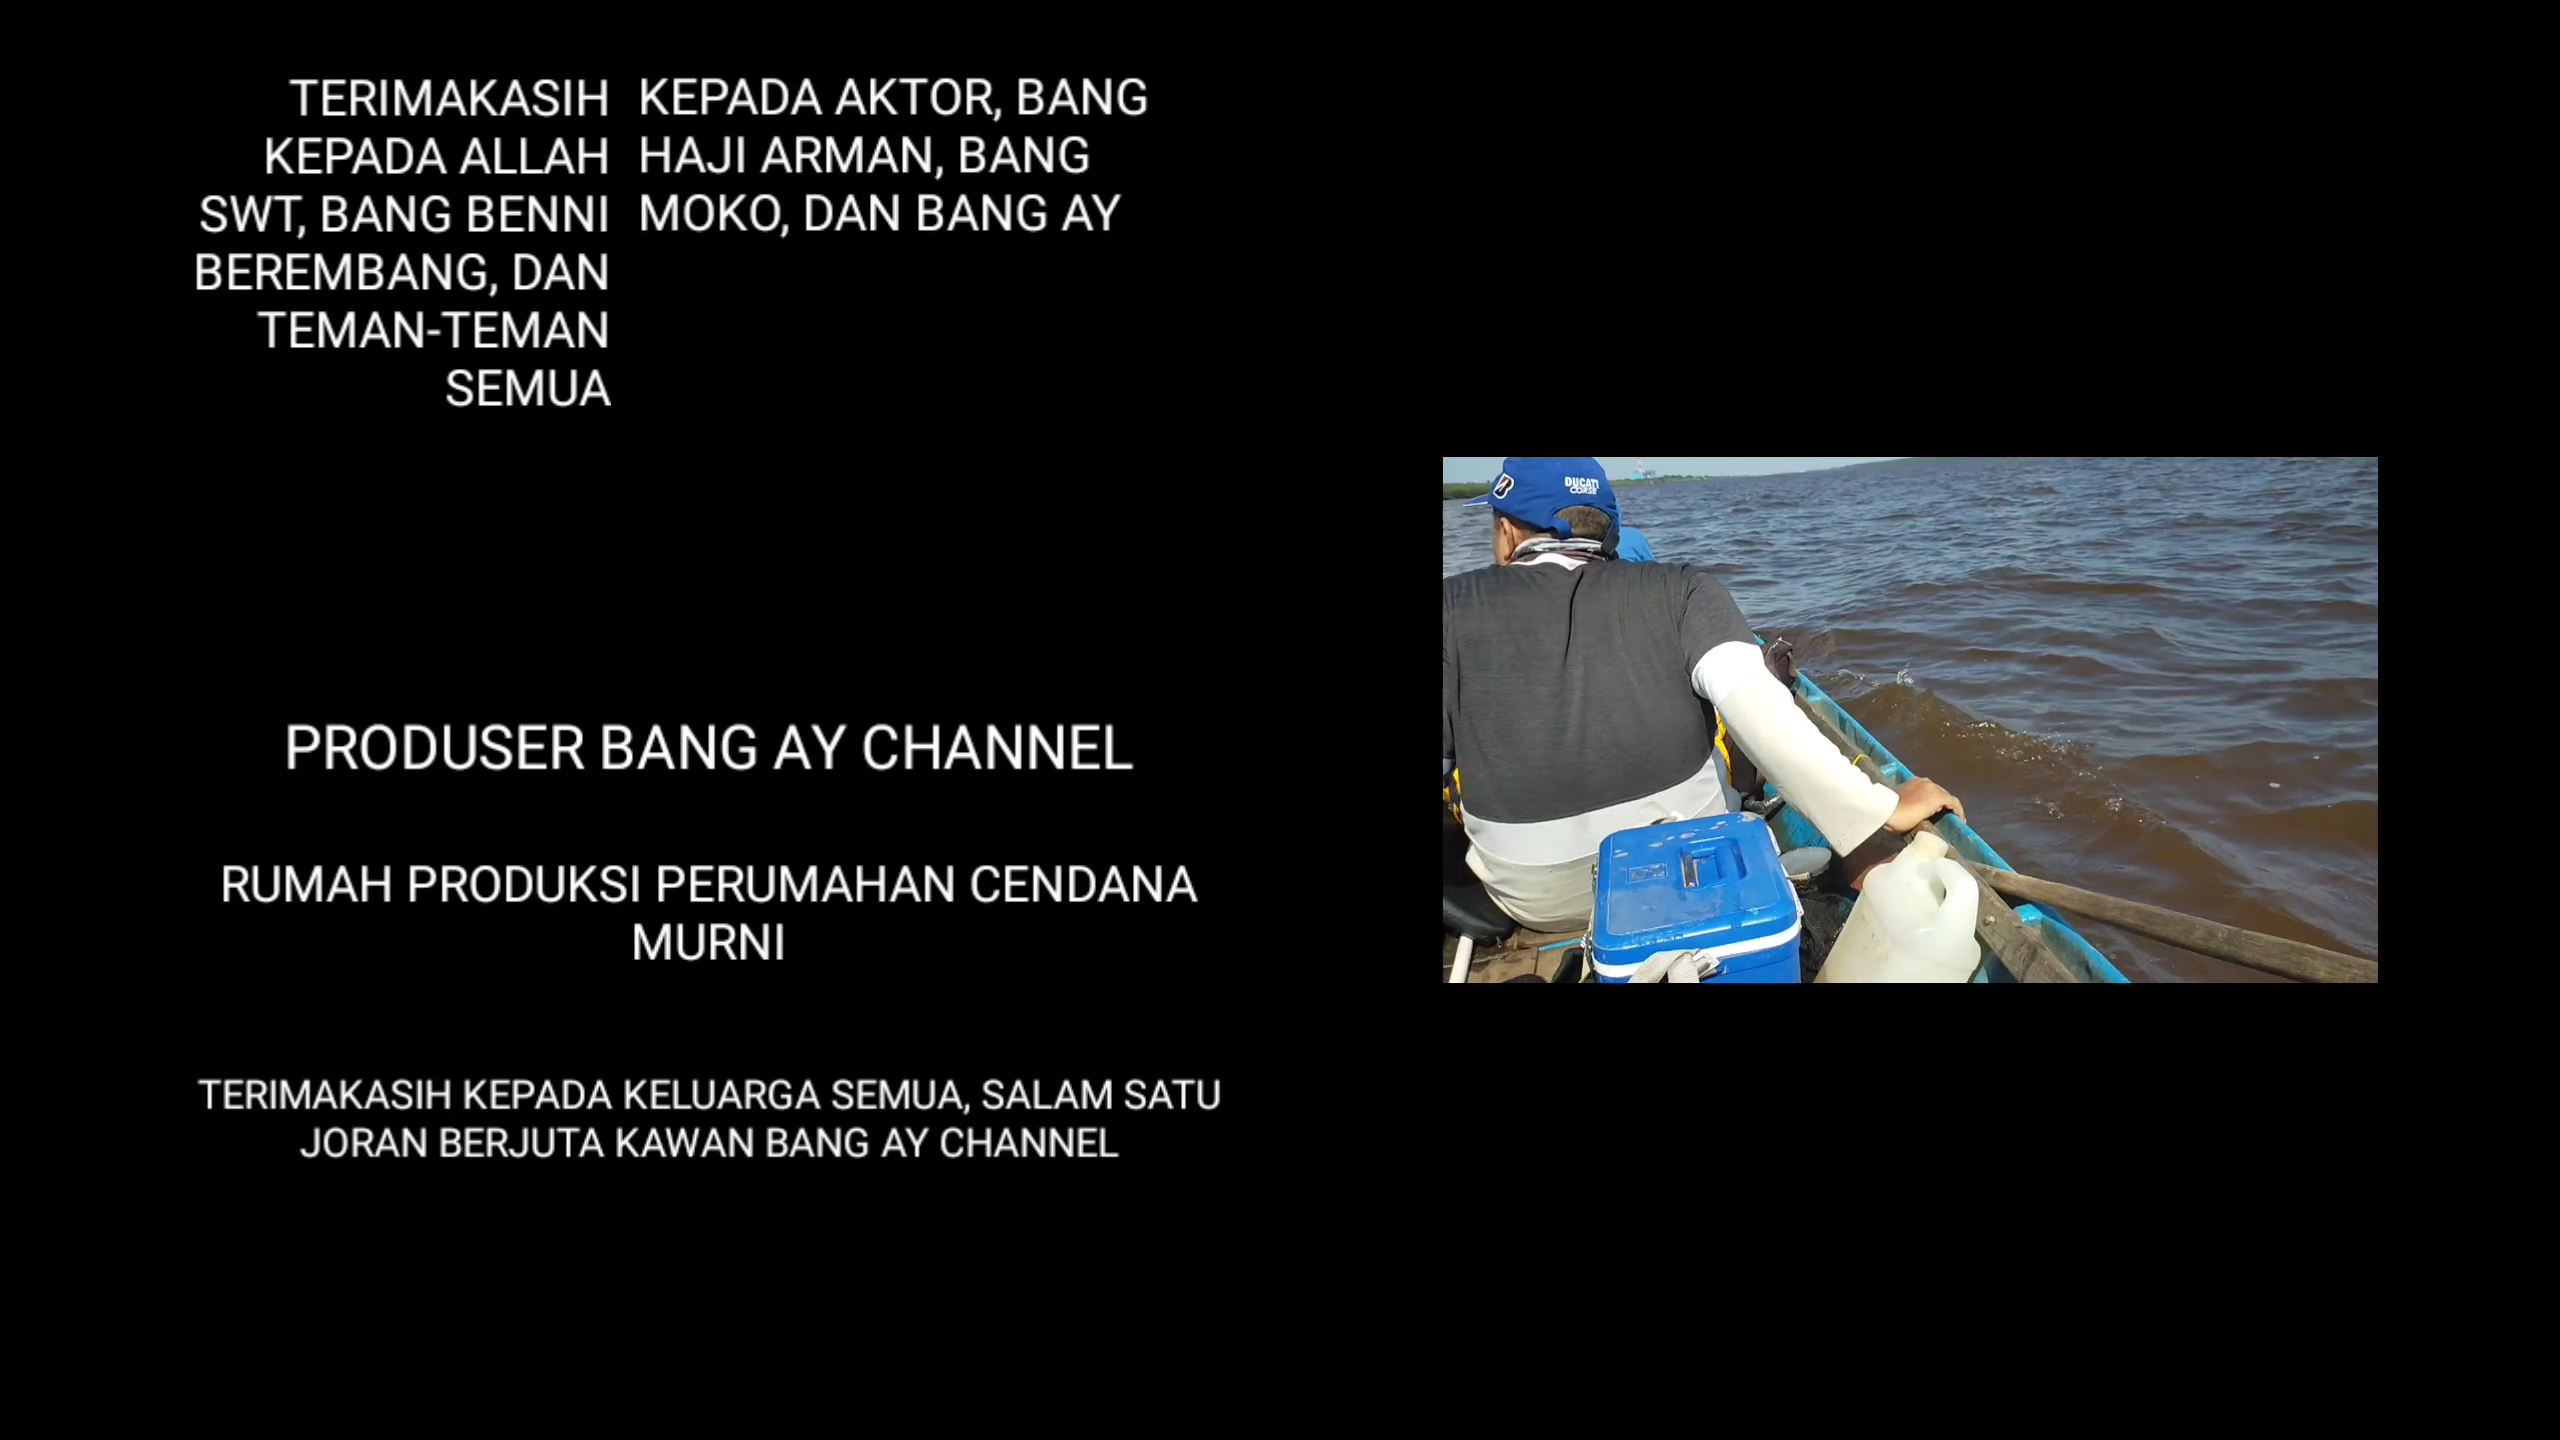 TERIMAKASIH
KEPADA ALLAH
SWT, BANG BENNI
BEREMBANG, DAN
TEMAN-TEMAN
SEMUA
KEPADA AKTOR, BANG
HAJI ARMAN, BANG
MOKO, DAN BANG AY
PRODUSER BANG AY CHANNEL
RUMAH PRODUKSI PERUMAHAN CENDANA
MURNI
TERIMAKASIH KEPADA KELUARGA SEMUA, SALAM SATU
JORAN BERJUTA KAWAN BANG AY CHANNEL
DUCATI
CORSE